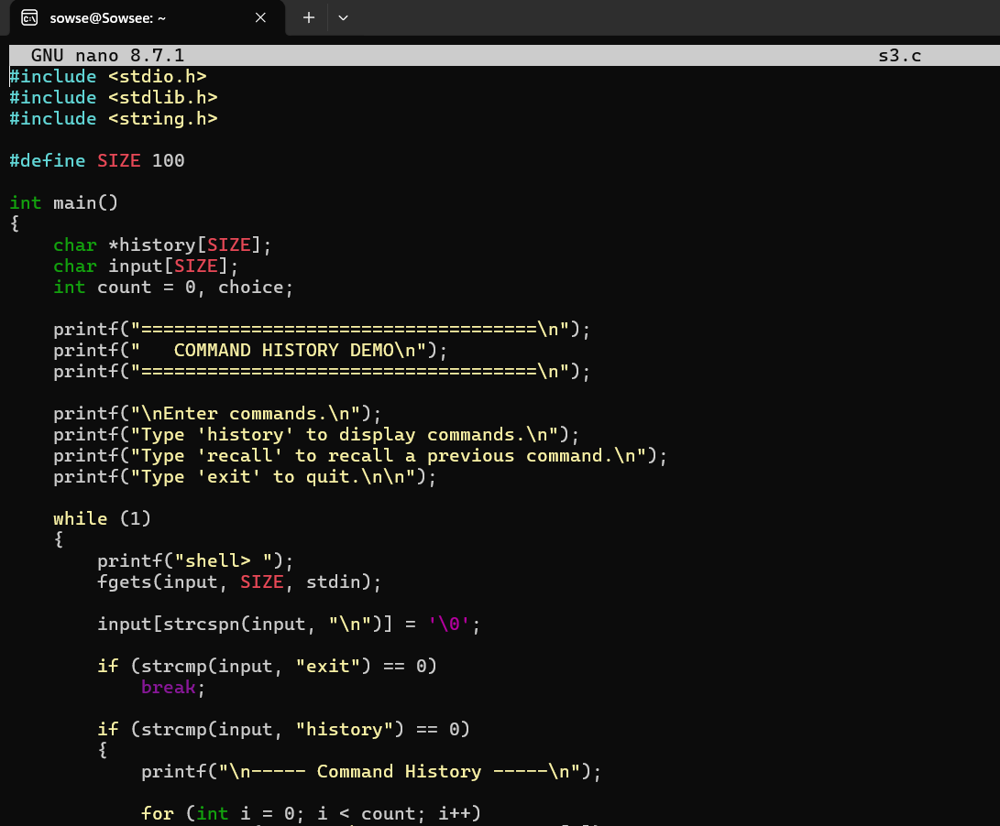 sowse@Sowsee: ~
GNU nano 8.7.1 s3.c
#include <stdio.h>
#include <stdlib.h>
#include <string.h>

#define SIZE 100

int main()
{
    char *history[SIZE];
    char input[SIZE];
    int count = 0, choice;

    printf("====================================\n");
    printf("   COMMAND HISTORY DEMO\n");
    printf("====================================\n");

    printf("\nEnter commands.\n");
    printf("Type 'history' to display commands.\n");
    printf("Type 'recall' to recall a previous command.\n");
    printf("Type 'exit' to quit.\n\n");

    while (1)
    {
        printf("shell> ");
        fgets(input, SIZE, stdin);

        input[strcspn(input, "\n")] = '\0';

        if (strcmp(input, "exit") == 0)
            break;

        if (strcmp(input, "history") == 0)
        {
            printf("\n----- Command History -----\n");

            for (int i = 0; i < count; i++)